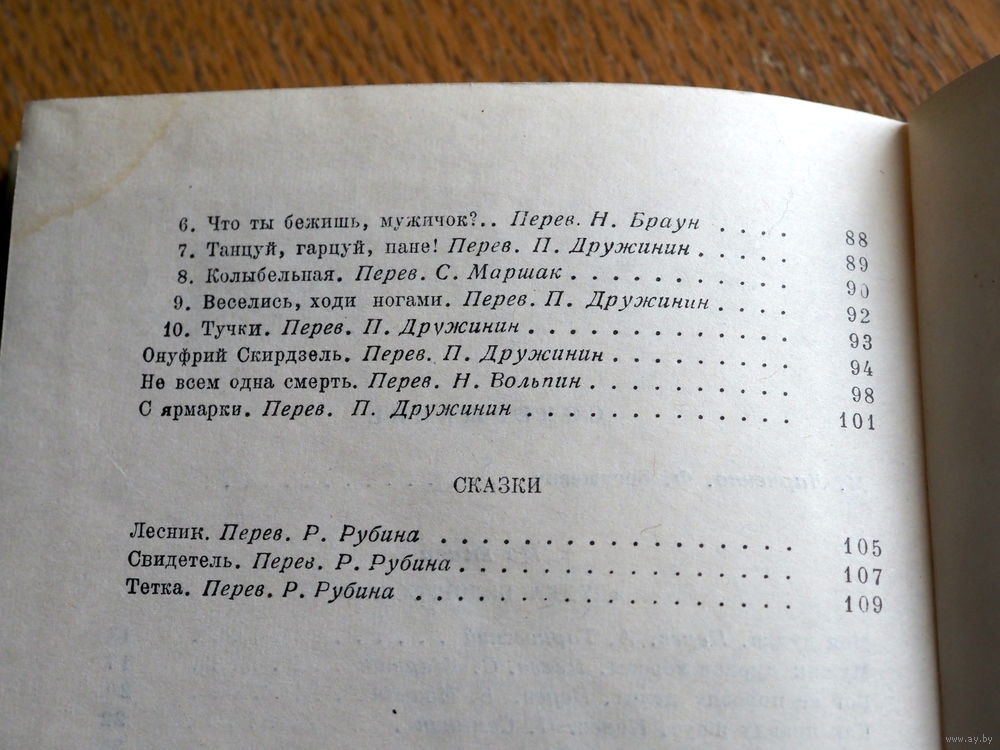 6. Что ты бежишь, мужичок?.. Перев. Н. Браун . . . . 88
7. Танцуй, гарцуй, пане! Перев. П. Дружинин . . . . 89
8. Колыбельная. Перев. С. Маршак . . . . . . . . . 90
9. Веселись, ходи ногами. Перев. П. Дружинин . . . . 92
10. Тучки. Перев. П. Дружинин . . . . . . . . . . . 93
Онуфрий Скирдзель. Перев. П. Дружинин . . . . . . . . 94
Не всем одна смерть. Перев. Н. Вольпин . . . . . . . . . 98
С ярмарки. Перев. П. Дружинин . . . . . . . . . . . 101
СКАЗКИ
Лесник. Перев. Р. Рубина . . . . . . . . . . . . . . 105
Свидетель. Перев. Р. Рубина . . . . . . . . . . . . . . 107
Тетка. Перев. Р. Рубина . . . . . . . . . . . . . . . 109
www.ay.by